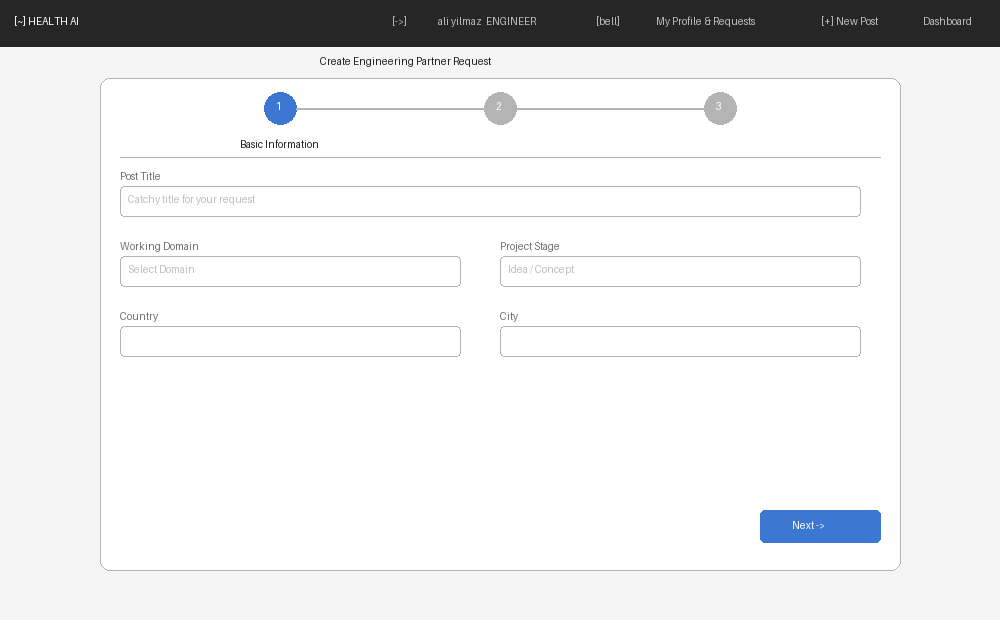 [~] HEALTH AI [->] ali yilmaz ENGINEER [bell] My Profile & Requests [+] New Post Dashboard
Create Engineering Partner Request
1 2 3
Basic Information
Post Title
Catchy title for your request
Working Domain Project Stage
Select Domain Idea / Concept
Country City
Next ->